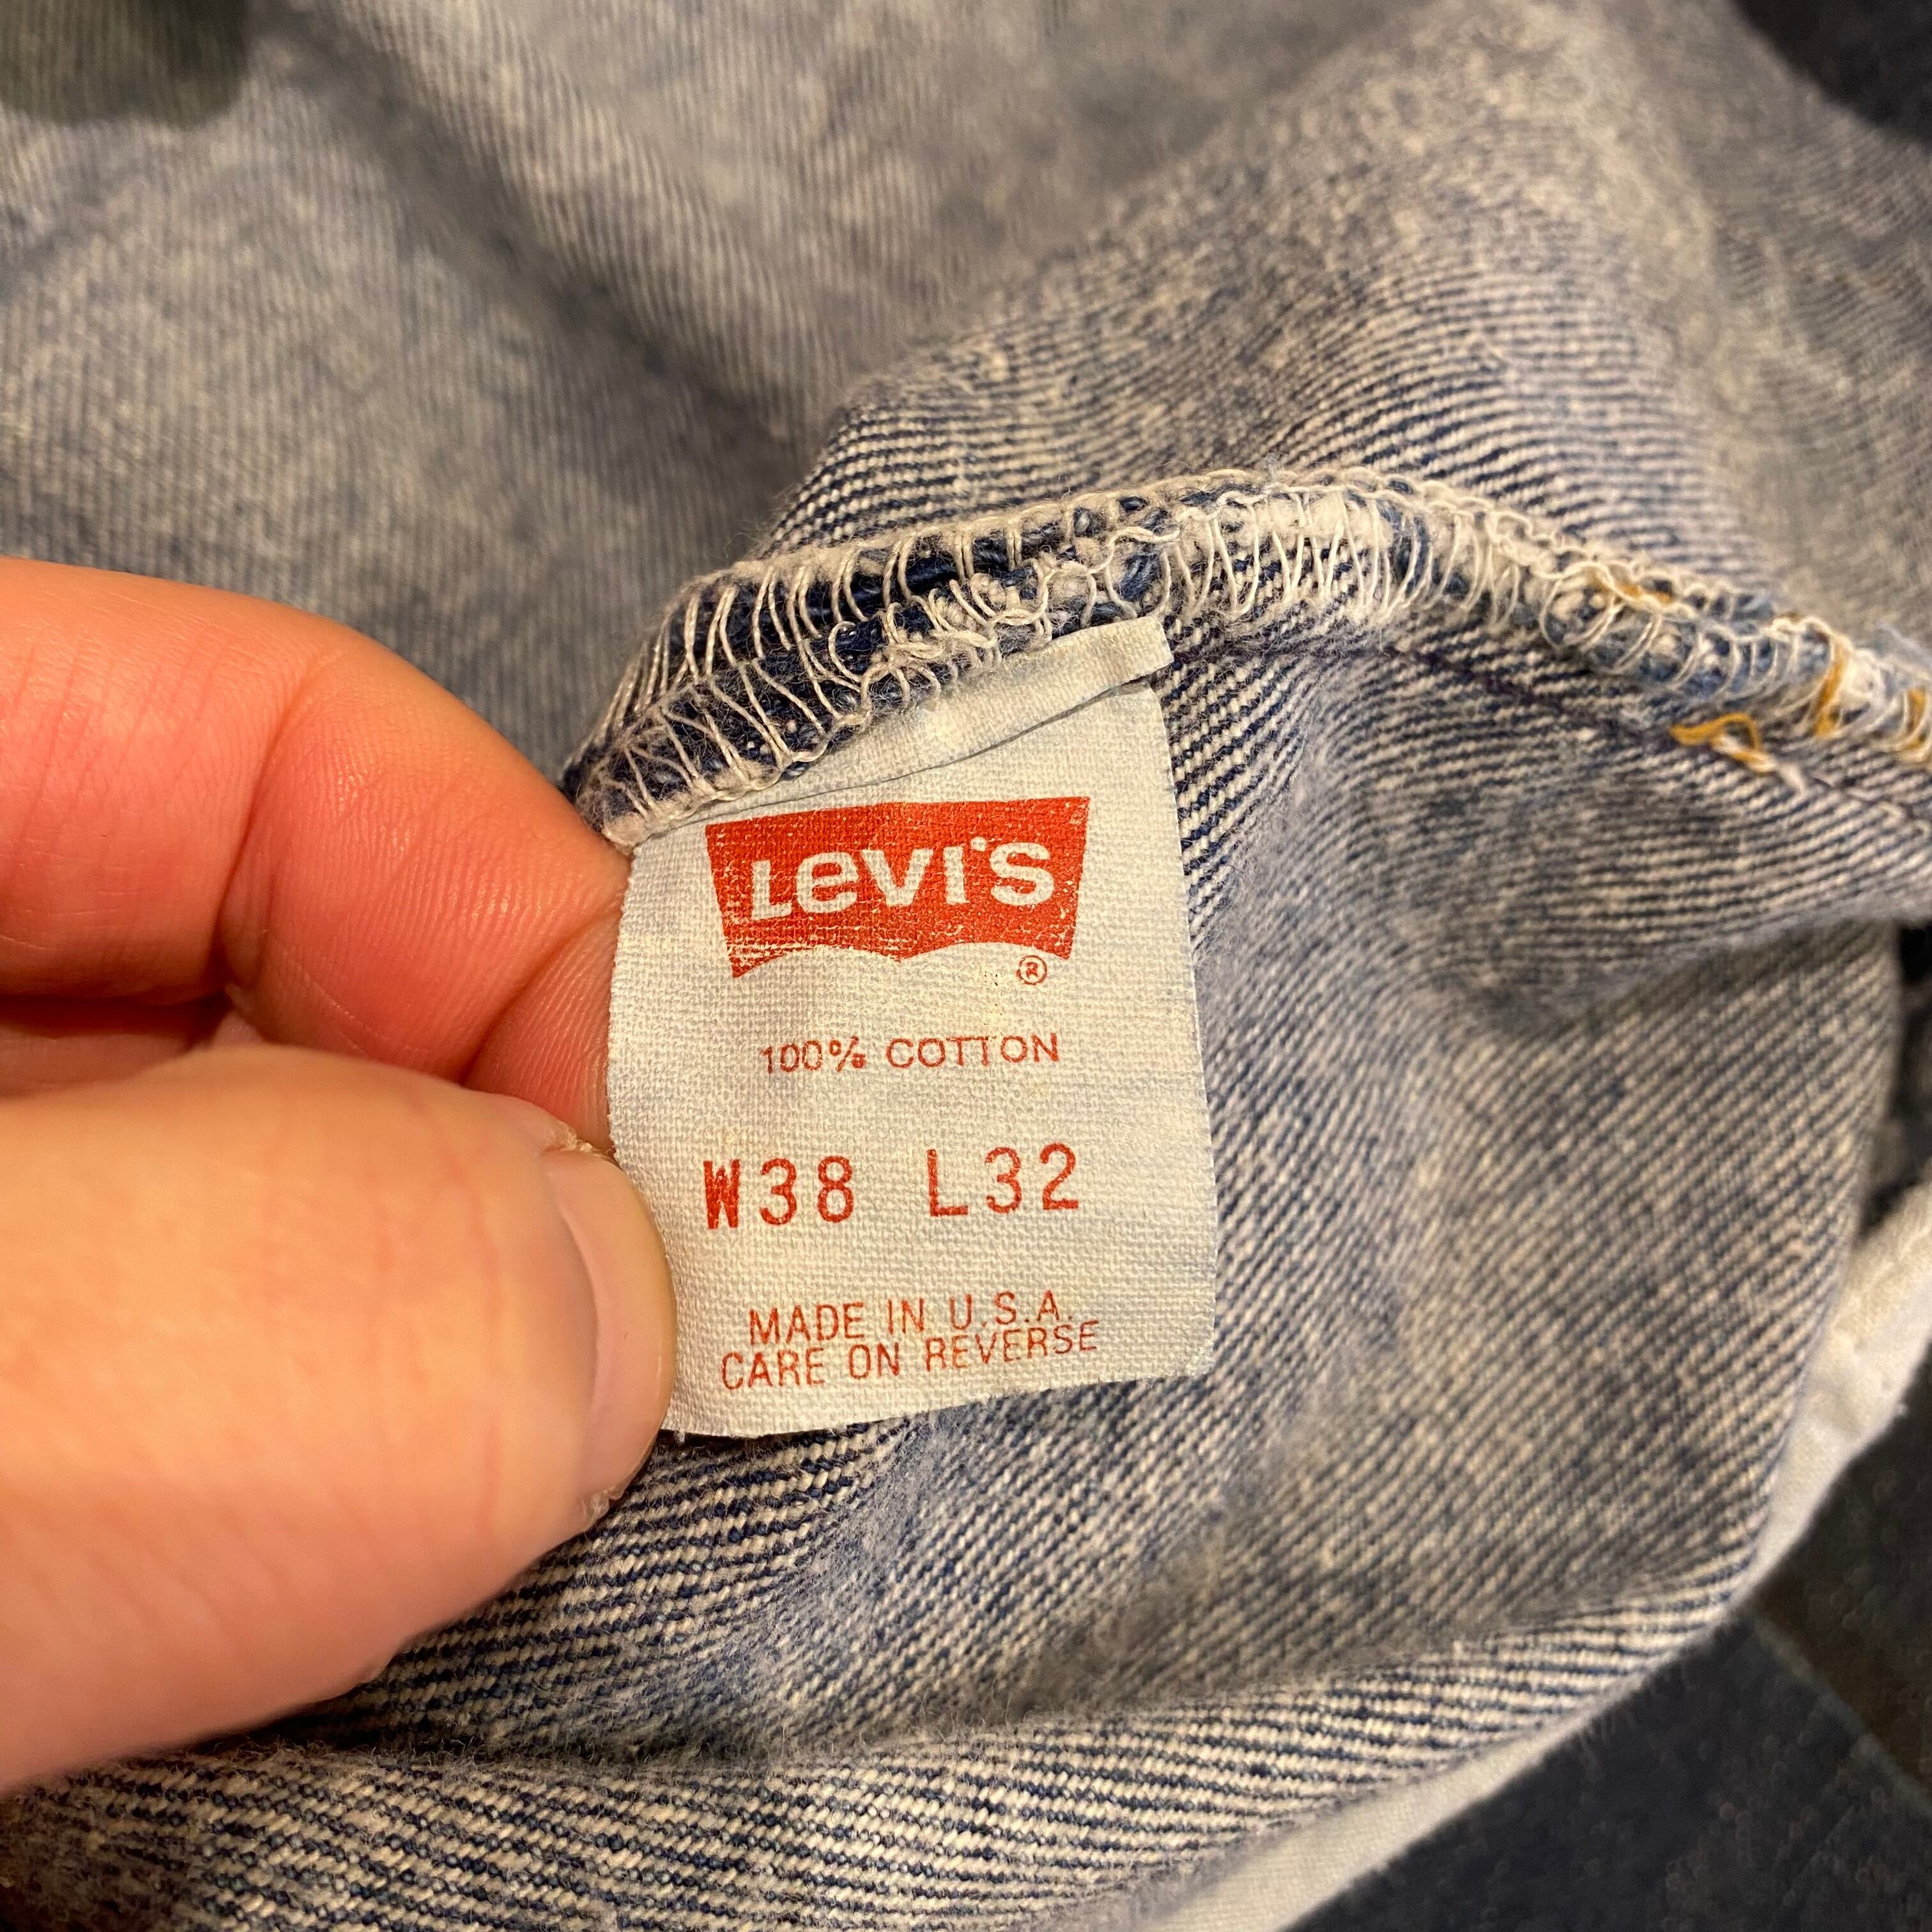 Levi's
®
100% COTTON
W38 L32
MADE IN U.S.A.
CARE ON REVERSE